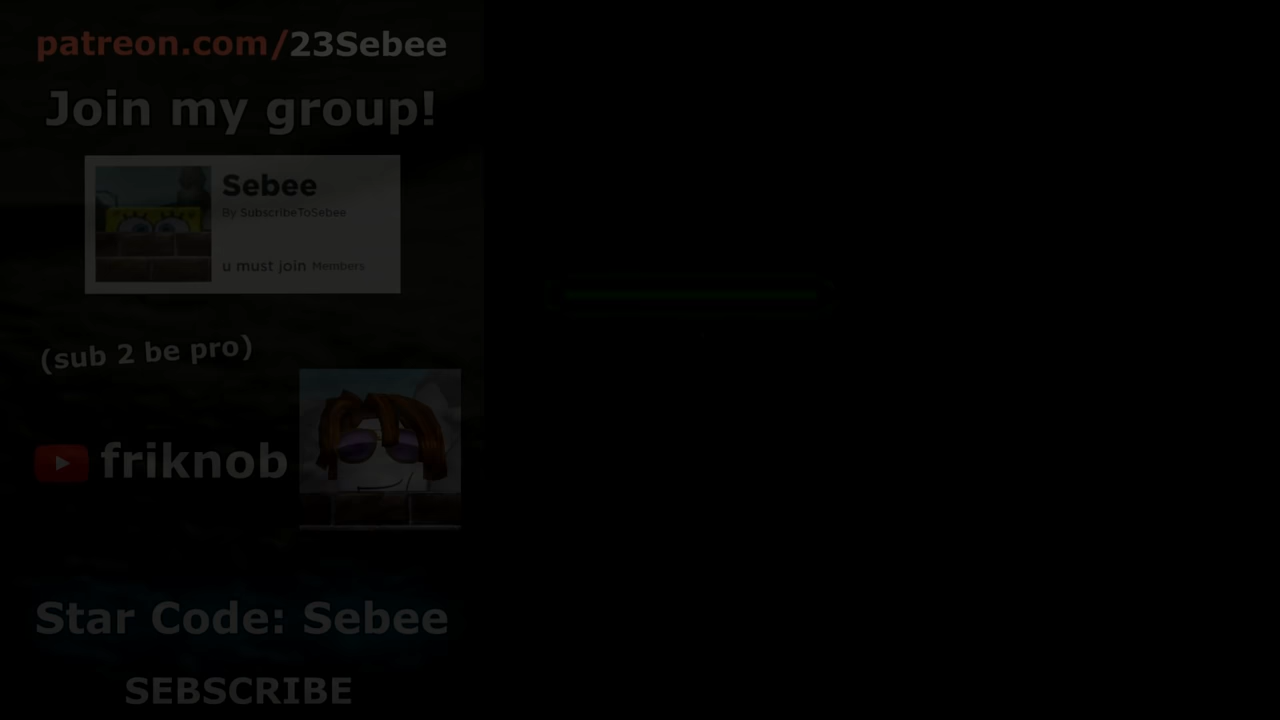 patreon.com/23Sebee
Join my group!
Sebee
By SubscribeToSebee
u must join Members
(sub 2 be pro)
friknob
Star Code: Sebee
SEBSCRIBE